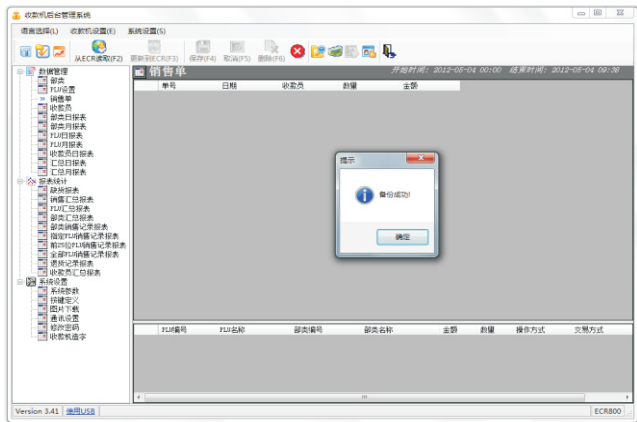 收款机后台管理系统
语言选择(L) 收款机设置(E) 系统设置(S)
从ECR读取(F2) 更新到ECR(F3) 保存(F4) 取消(F5) 删除(F6)
数据管理
部类
PLU设置
销售单
收款员
部类日报表
部类月报表
PLU日报表
PLU月报表
收款员日报表
汇总日报表
汇总月报表
报表统计
缺货报表
销售汇总报表
PLU汇总报表
部类汇总报表
部类销售记录报表
指定PLU销售记录报表
前25位PLU销售记录报表
全部PLU销售记录报表
退货记录报表
收款员汇总报表
系统设置
系统参数
按键定义
图片下载
通讯设置
修改密码
收款机造字
销售单 开始时间: 2012-05-04 00:00 结束时间: 2012-05-04 09:36
单号 日期 收款员 数量 金额
提示
备份成功!
确定
PLU编号 PLU名称 部类编号 部类名称 金额 数量 操作方式 交易方式
Version 3.41 使用USB ECR800